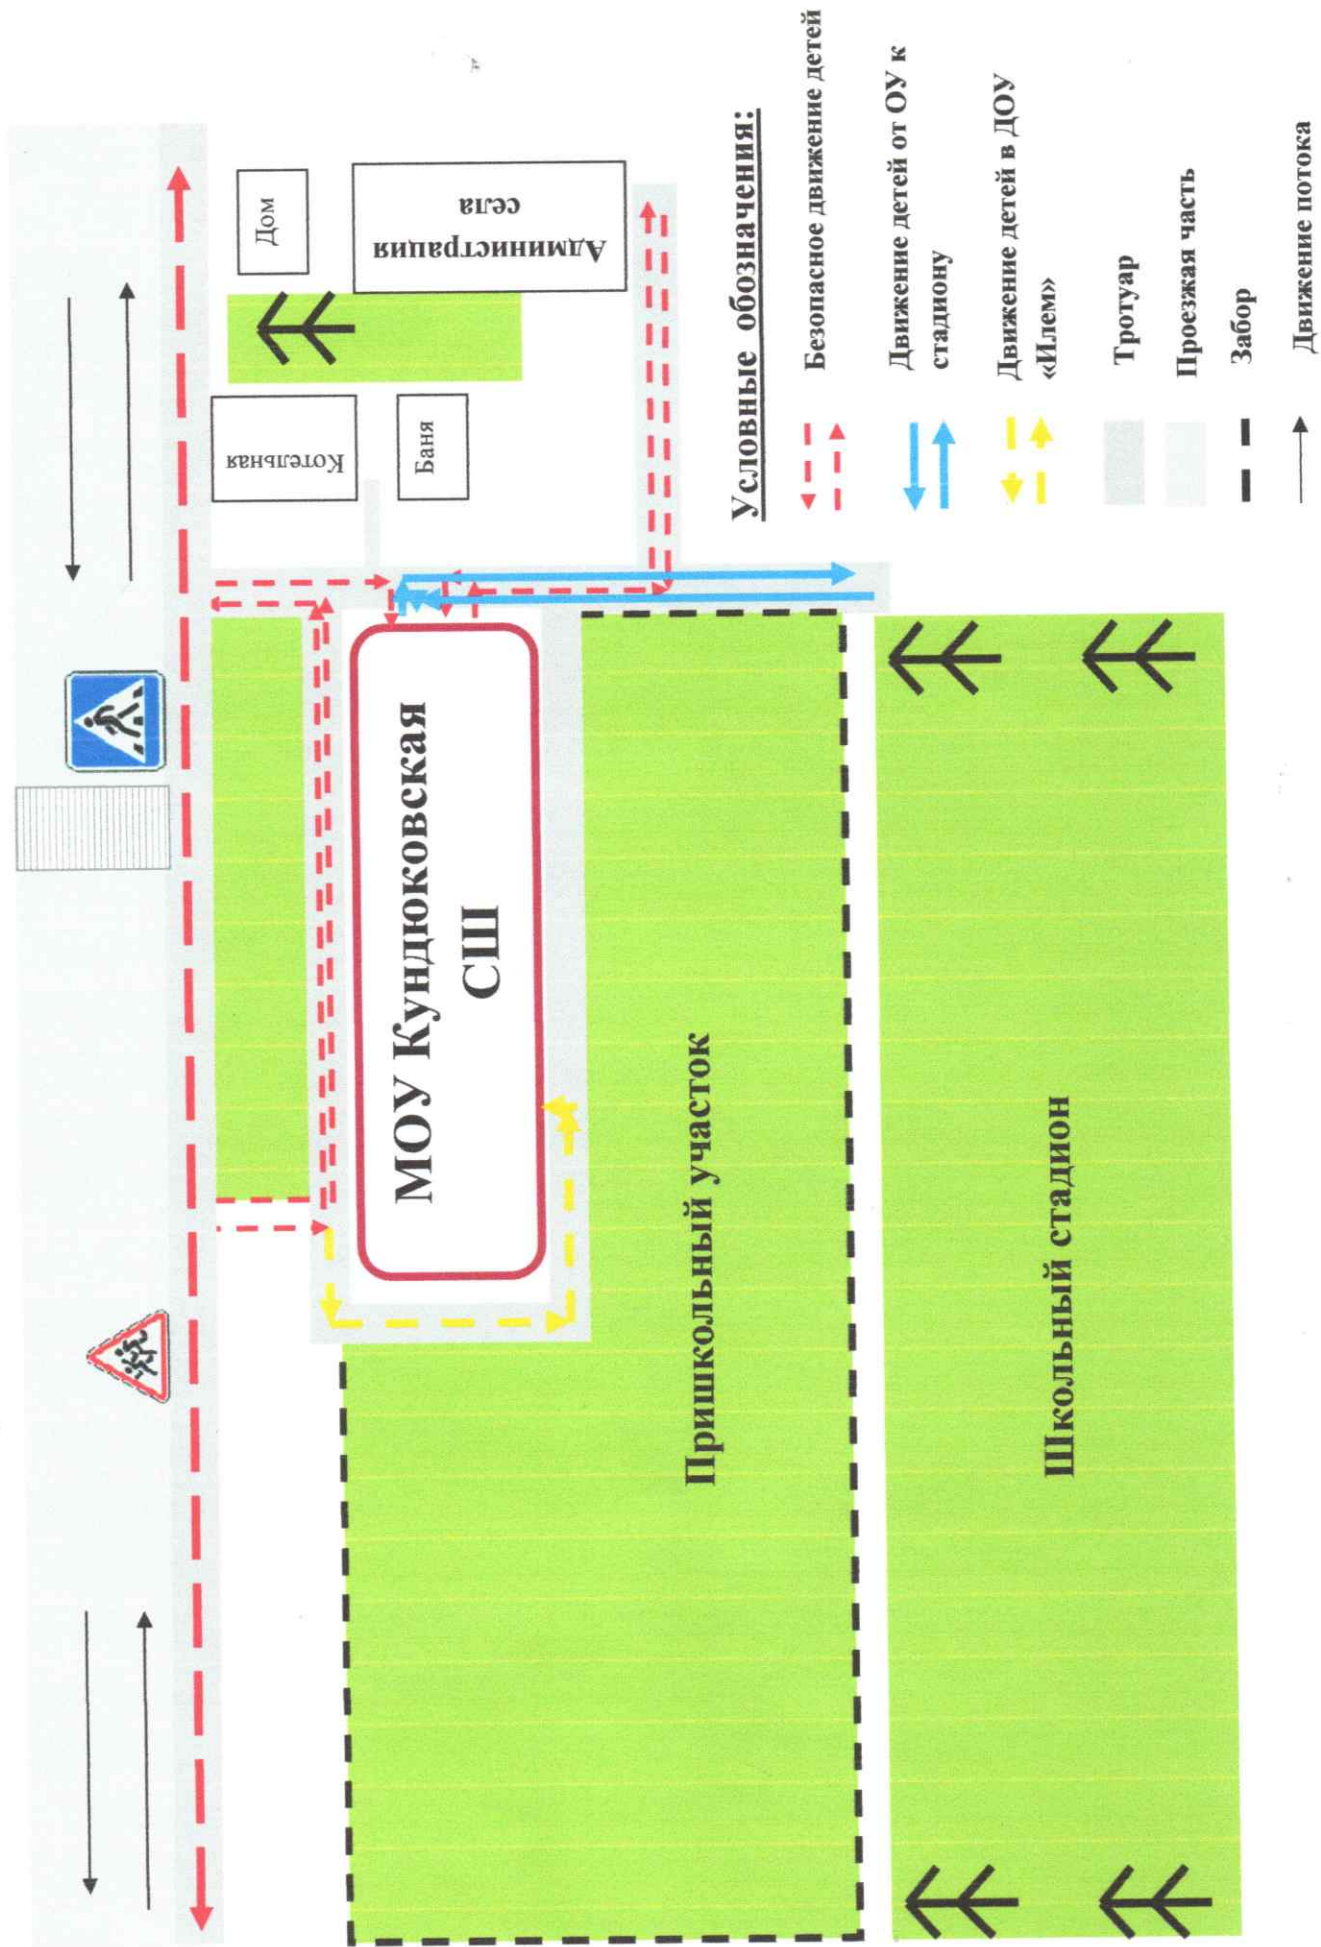 МОУ Кундюковская
СШ
Пришкольный участок
Школьный стадион
Котельная
Баня
Дом
Администрация
села
Условные обозначения:
Безопасное движение детей
Движение детей от ОУ к
стадиону
Движение детей в ДОУ
«Илем»
Тротуар
Проезжая часть
Забор
Движение потока